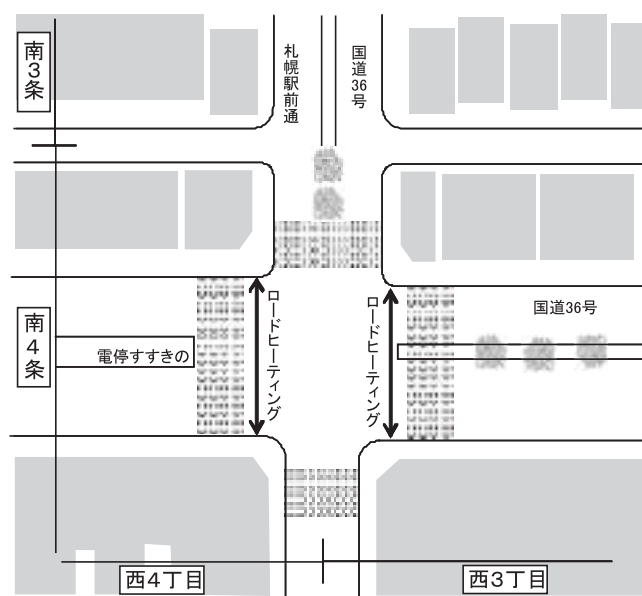 南3条
札幌駅前通
国道36号
国道36号
ロードヒーティング
ロードヒーティング
南4条
電停すすきの
西4丁目
西3丁目